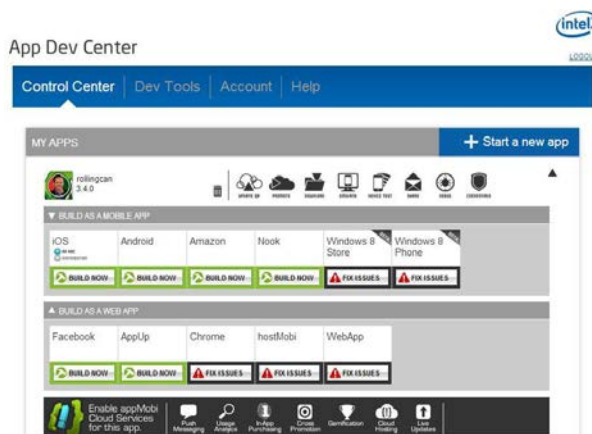 intel
App Dev Center
LOGOUT
Control Center
Dev Tools
Account
Help
MY APPS
+ Start a new app
rollingcan
3.4.0
▼ BUILD AS A MOBILE APP
iOS
Android
Amazon
Nook
Windows 8 Store
Windows 8 Phone
BUILD NOW
BUILD NOW
BUILD NOW
BUILD NOW
FIX ISSUES
FIX ISSUES
▲ BUILD AS A WEB APP
Facebook
AppUp
Chrome
hostMobi
WebApp
BUILD NOW
BUILD NOW
FIX ISSUES
FIX ISSUES
FIX ISSUES
Enable appMobi
Cloud Services
for this app.
Push Messaging
Usage Analytics
In-App Purchasing
Cross Promotion
Gamification
Cloud Hosting
Live Updates